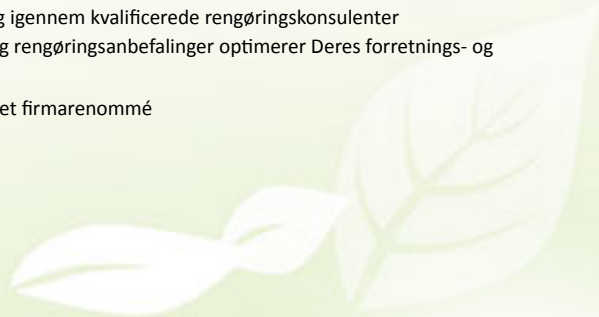 g igennem kvalificerede rengøringskonsulenter
g rengøringsanbefalinger optimerer Deres forretnings- og
et firmarenommé